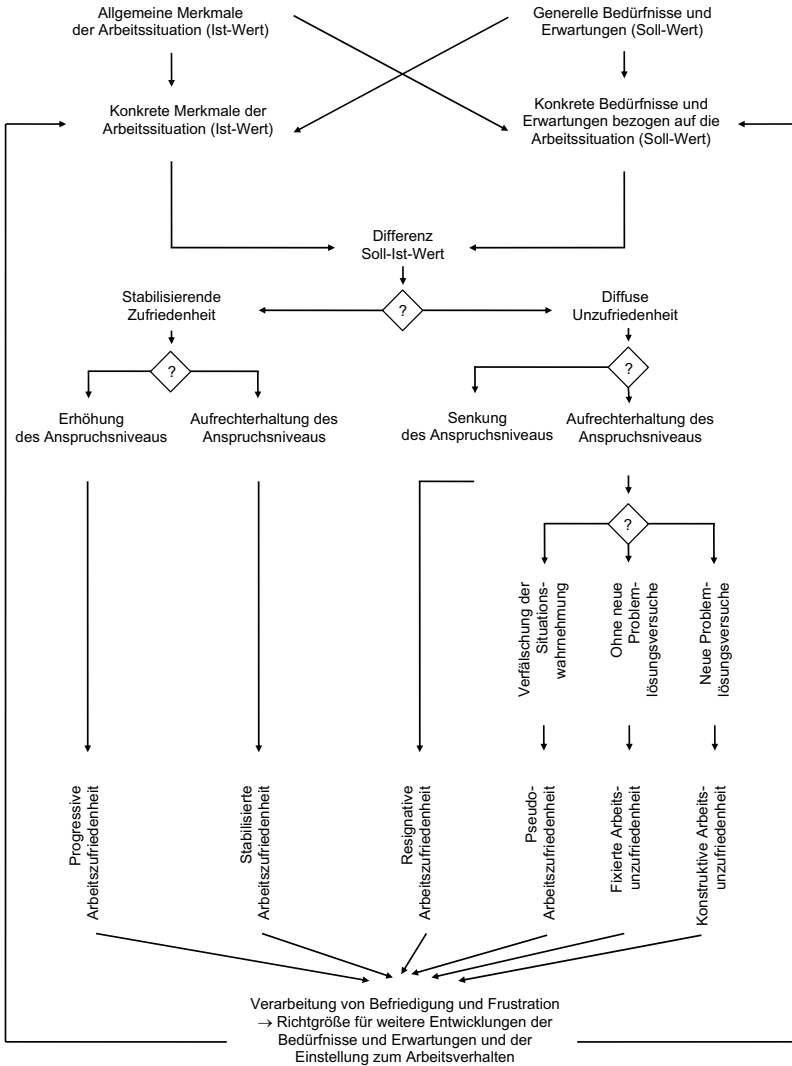 Allgemeine Merkmale
der Arbeitssituation (Ist-Wert)
Generelle Bedürfnisse und
Erwartungen (Soll-Wert)
Konkrete Merkmale der
Arbeitssituation (Ist-Wert)
Konkrete Bedürfnisse und
Erwartungen bezogen auf die
Arbeitssituation (Soll-Wert)
Differenz
Soll-Ist-Wert
Stabilisierende
Zufriedenheit
?
Diffuse
Unzufriedenheit
?
?
Erhöhung
des Anspruchsniveaus
Aufrechterhaltung des
Anspruchsniveaus
Senkung
des Anspruchsniveaus
Aufrechterhaltung des
Anspruchsniveaus
?
Verfälschung der
Situations-
wahrnehmung
Ohne neue
Problem-
lösungsversuche
Neue Problem-
lösungsversuche
Progressive
Arbeitszufriedenheit
Stabilisierte
Arbeitszufriedenheit
Resignative
Arbeitszufriedenheit
Pseudo-
Arbeitszufriedenheit
Fixierte Arbeits-
unzufriedenheit
Konstruktive Arbeits-
unzufriedenheit
Verarbeitung von Befriedigung und Frustration
→ Richtgröße für weitere Entwicklungen der
Bedürfnisse und Erwartungen und der
Einstellung zum Arbeitsverhalten